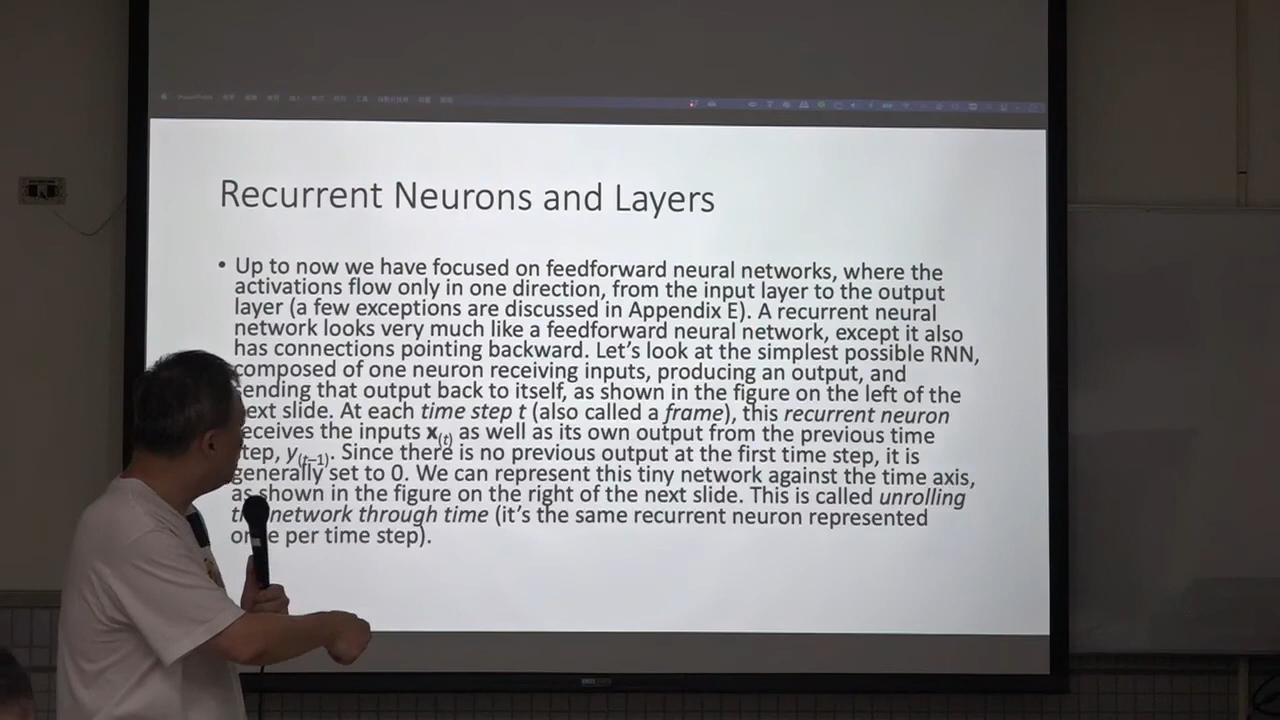 Recurrent Neurons and Layers
• Up to now we have focused on feedforward neural networks, where the
activations flow only in one direction, from the input layer to the output
layer (a few exceptions are discussed in Appendix E). A recurrent neural
network looks very much like a feedforward neural network, except it also
has connections pointing backward. Let's look at the simplest possible RNN,
composed of one neuron receiving inputs, producing an output, and
sending that output back to itself, as shown in the figure on the left of the
next slide. At each time step t (also called a frame), this recurrent neuron
receives the inputs x(t) as well as its own output from the previous time
step, y(t–1). Since there is no previous output at the first time step, it is
generally set to 0. We can represent this tiny network against the time axis,
as shown in the figure on the right of the next slide. This is called unrolling
the network through time (it's the same recurrent neuron represented
once per time step).